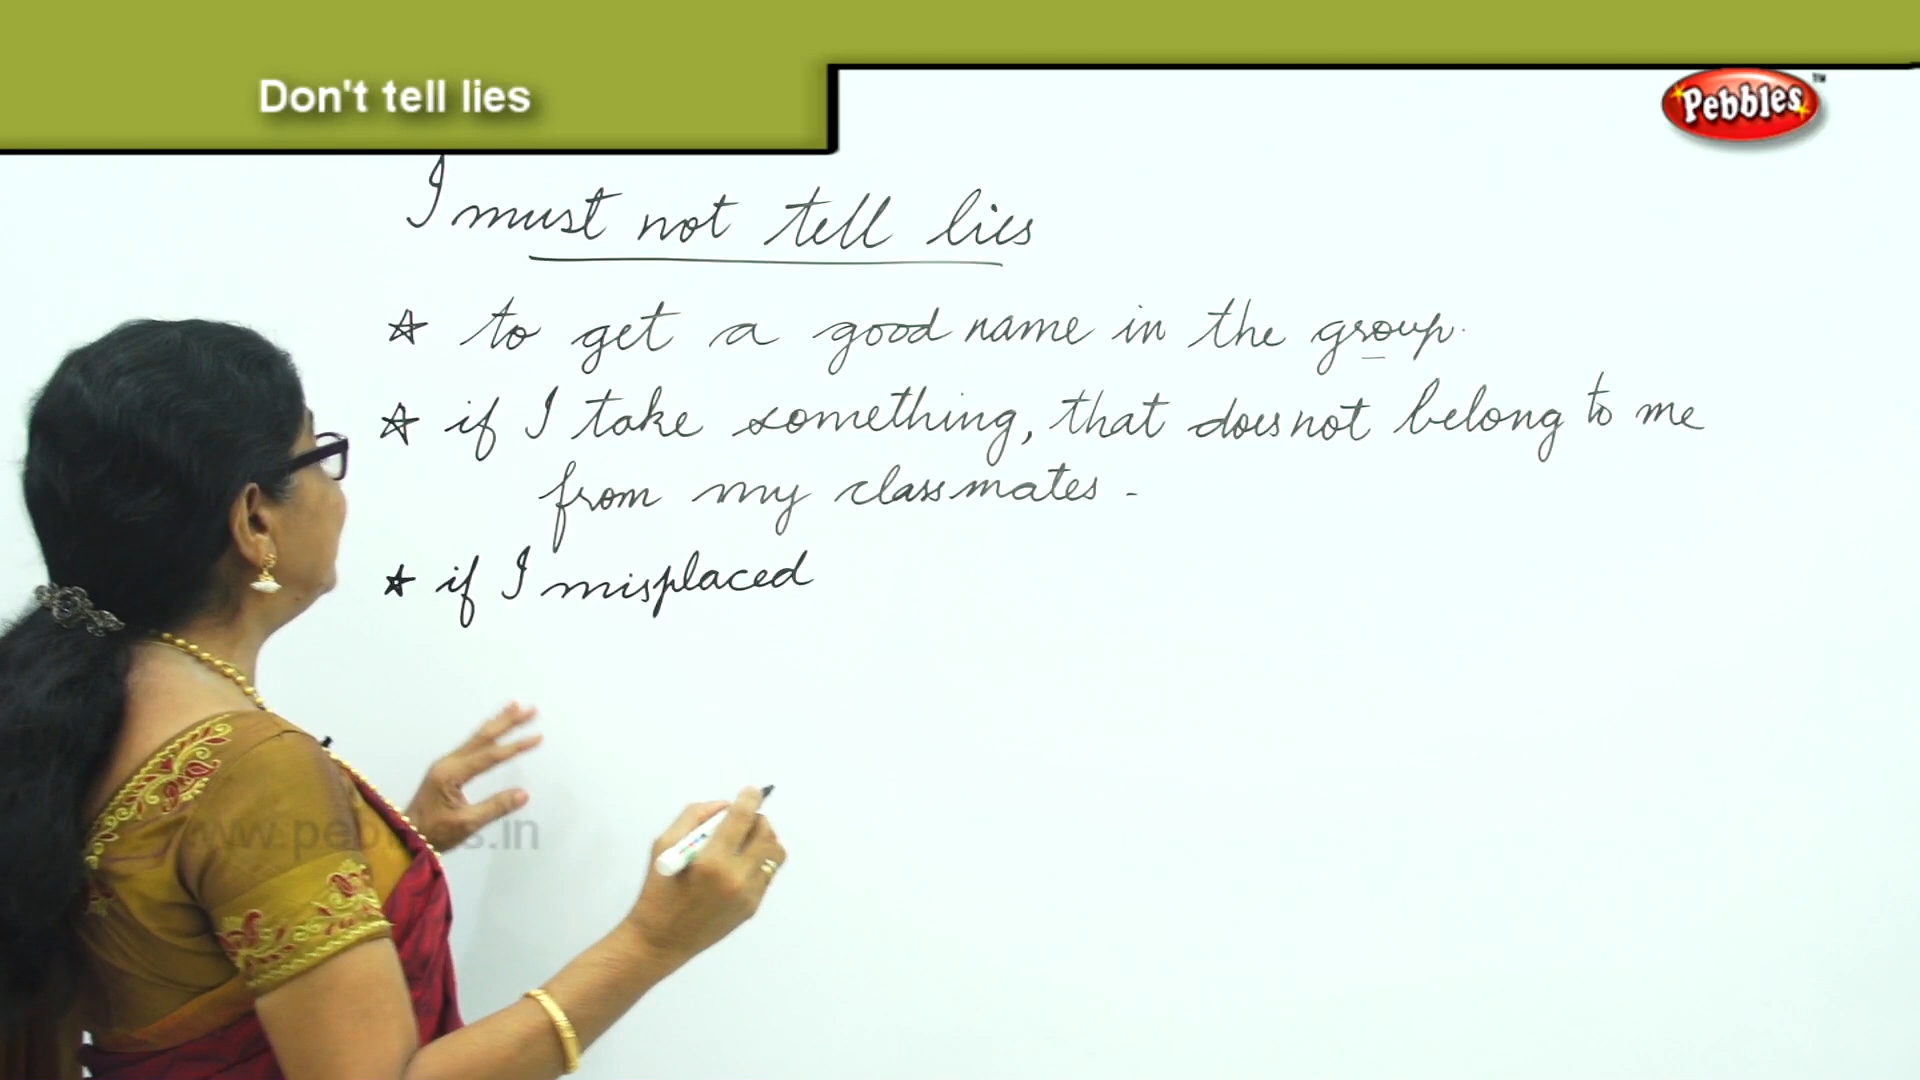 Don't tell lies
Pebbles™
I must not tell lies
☆ to get a good name in the group.
☆ if I take something, that does not belong to me
from my classmates -
☆ if I misplaced
www.pebbles.in